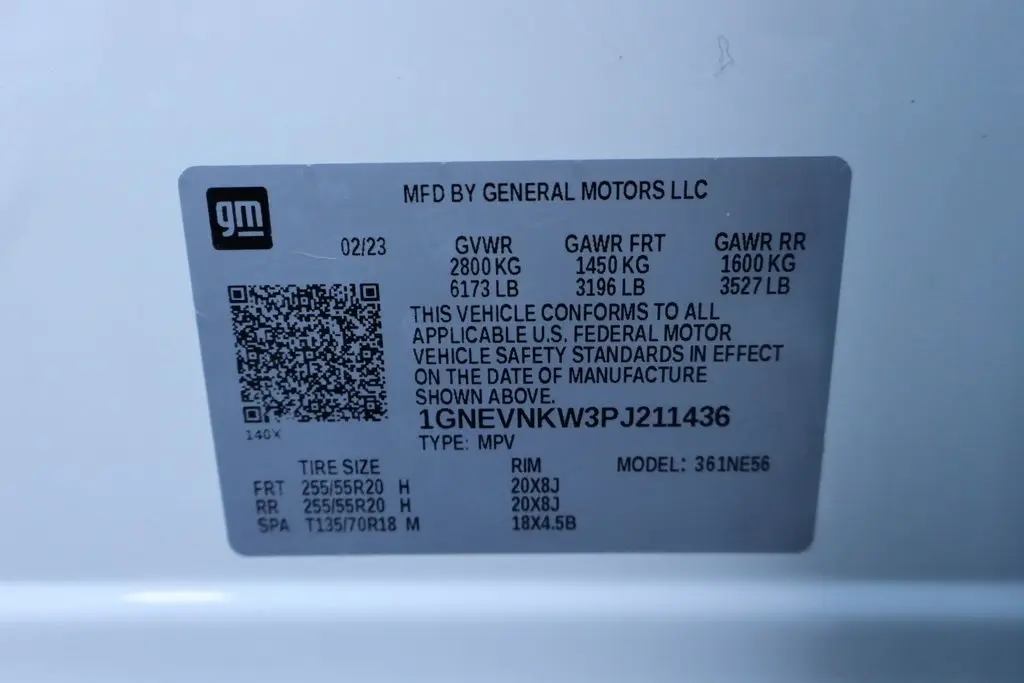 gm
MFD BY GENERAL MOTORS LLC
02/23 GVWR GAWR FRT GAWR RR
2800 KG 1450 KG 1600 KG
6173 LB 3196 LB 3527 LB
THIS VEHICLE CONFORMS TO ALL
APPLICABLE U.S. FEDERAL MOTOR
VEHICLE SAFETY STANDARDS IN EFFECT
ON THE DATE OF MANUFACTURE
SHOWN ABOVE.
1GNEVNKW3PJ211436
140X
TYPE: MPV
TIRE SIZE RIM MODEL: 361NE56
FRT 255/55R20 H 20X8J
RR 255/55R20 H 20X8J
SPA T135/70R18 M 18X4.5B